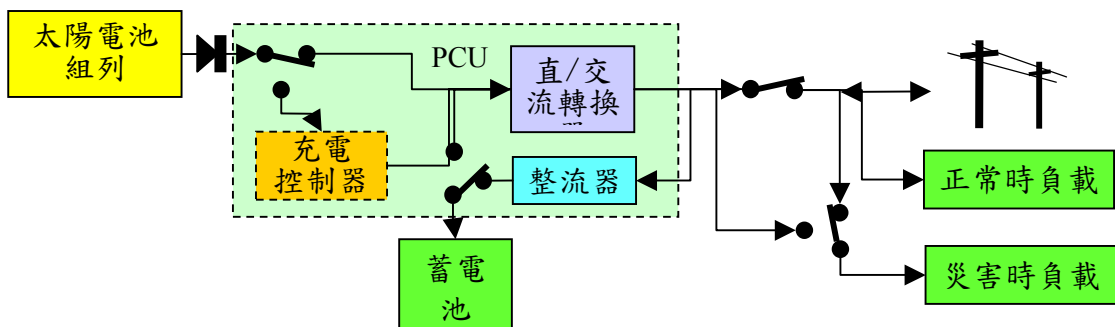 太陽電池
組列
PCU
直/交
流轉換
充電
控制器
整流器
蓄電
池
正常時負載
災害時負載